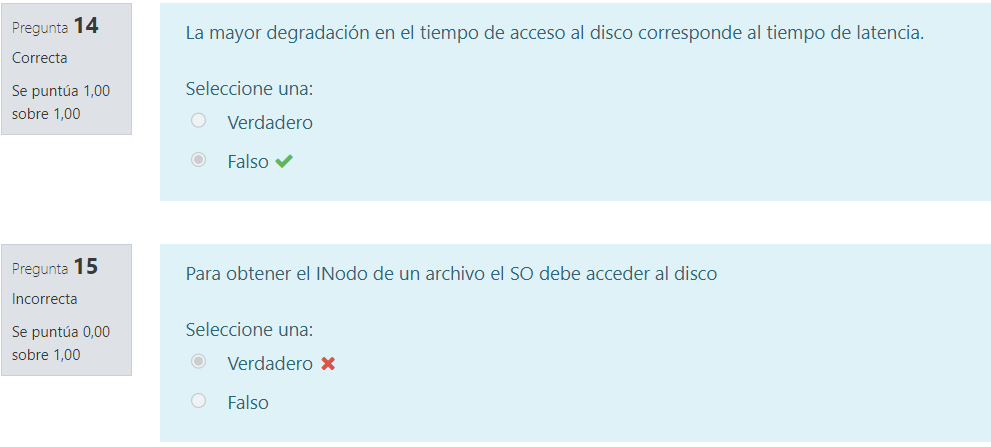 Pregunta 14
Correcta
Se puntúa 1,00
sobre 1,00
La mayor degradación en el tiempo de acceso al disco corresponde al tiempo de latencia.
Seleccione una:
Verdadero
Falso
Pregunta 15
Incorrecta
Se puntúa 0,00
sobre 1,00
Para obtener el INodo de un archivo el SO debe acceder al disco
Seleccione una:
Verdadero
Falso